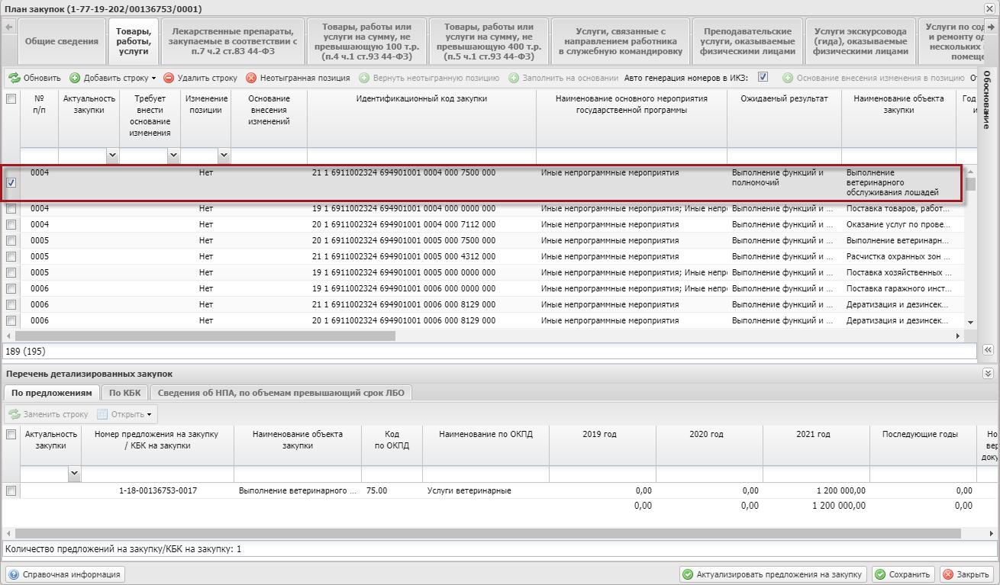 План закупок (1-77-19-202/00136753/0001)
Общие сведения
Товары, работы, услуги
Лекарственные препараты, закупаемые в соответствии с п.7 ч.2 ст.83 44-ФЗ
Товары, работы или услуги на сумму, не превышающую 100 т.р. (п.4 ч.1 ст.93 44-ФЗ)
Товары, работы или услуги на сумму, не превышающую 400 т.р. (п.5 ч.1 ст.93 44-ФЗ)
Услуги, связанные с направлением работника в служебную командировку
Преподавательские услуги, оказываемые физическими лицами
Услуги экскурсовода (гида), оказываемые физическими лицами
Услуги по сод и ремонту од нескольких помеще
Обновить Добавить строку Удалить строку Неотыгранная позиция Вернуть неотыгранную позицию Заполнить на основании Авто генерация номеров в ИКЗ: Основание внесения изменения в позицию От
Обоснование
№ п/п Актуальность закупки Требует внести основание изменения Изменение позиции Основание внесения изменений Идентификационный код закупки Наименование основного мероприятия государственной программы Ожидаемый результат Наименование объекта закупки Год и
0004 Нет 21 1 6911002324 694901001 0004 000 7500 000 Иные непрограммные мероприятия Выполнение функций и полномочий Выполнение ветеринарного обслуживания лошадей
0004 Нет 19 1 6911002324 694901001 0004 000 0000 000 Иные непрограммные мероприятия; Иные непро Выполнение функций и ... Поставка товаров, работ...
0004 Нет 20 1 6911002324 694901001 0004 000 7112 000 Иные непрограммные мероприятия Выполнение функций и ... Оказание услуг по прове...
0005 Нет 20 1 6911002324 694901001 0005 000 7500 000 Иные непрограммные мероприятия Выполнение функций и ... Выполнение ветеринарн...
0005 Нет 21 1 6911002324 694901001 0005 000 4312 000 Иные непрограммные мероприятия Выполнение функций и ... Расчистка охранных зон ...
0005 Нет 19 1 6911002324 694901001 0005 000 0000 000 Иные непрограммные мероприятия; Иные непро Выполнение функций и ... Поставка хозяйственных ...
0006 Нет 19 1 6911002324 694901001 0006 000 0000 000 Иные непрограммные мероприятия; Иные непро Выполнение функций и ... Поставка гаражного инст...
0006 Нет 21 1 6911002324 694901001 0006 000 8129 000 Иные непрограммные мероприятия Выполнение функций и ... Дератизация и дезинсек...
0006 Нет 20 1 6911002324 694901001 0006 000 8129 000 Иные непрограммные мероприятия Выполнение функций и ... Дератизация и дезинсек...
189 (195)
Перечень детализированных закупок
По предложениям По КБК Сведения об НПА, по объемам превышающий срок ЛБО
Заменить строку Открыть
Актуальность закупки Номер предложения на закупку / КБК на закупки Наименование объекта закупки Код по ОКПД Наименование по ОКПД 2019 год 2020 год 2021 год Последующие годы Но вер доку
1-18-00136753-0017 Выполнение ветеринарного ... 75.00 Услуги ветеринарные 0,00 0,00 1 200 000,00 0,00
0,00 0,00 1 200 000,00 0,00
Количество предложений на закупку/КБК на закупку: 1
Справочная информация Актуализировать предложения на закупку Сохранить Закрыть